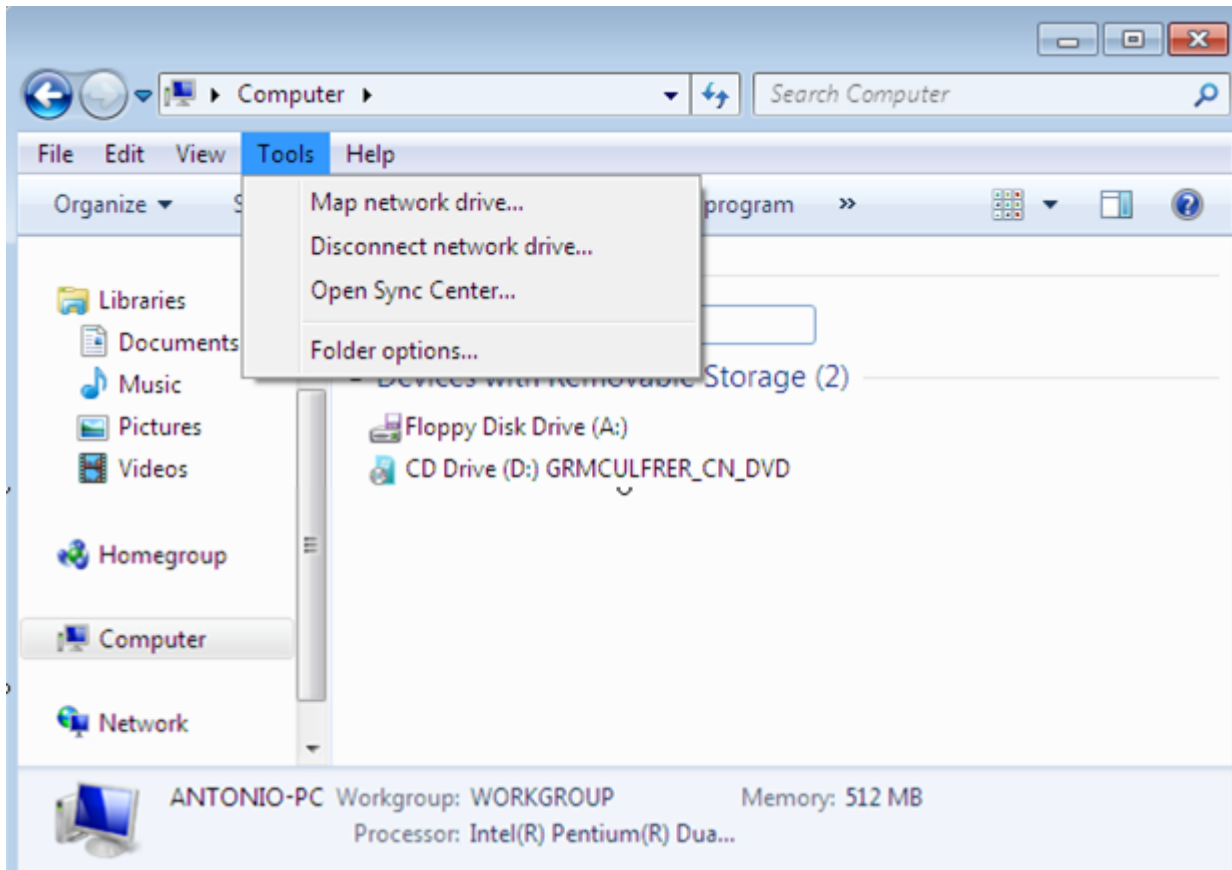 Computer
Search Computer
File Edit View Tools Help
Organize program »
Map network drive...
Disconnect network drive...
Open Sync Center...
Folder options...
Libraries
Documents
Music
Pictures
Videos
Homegroup
Computer
Network
Devices with Removable Storage (2)
Floppy Disk Drive (A:)
CD Drive (D:) GRMCULFRER_CN_DVD
ANTONIO-PC Workgroup: WORKGROUP Memory: 512 MB
Processor: Intel(R) Pentium(R) Dua...